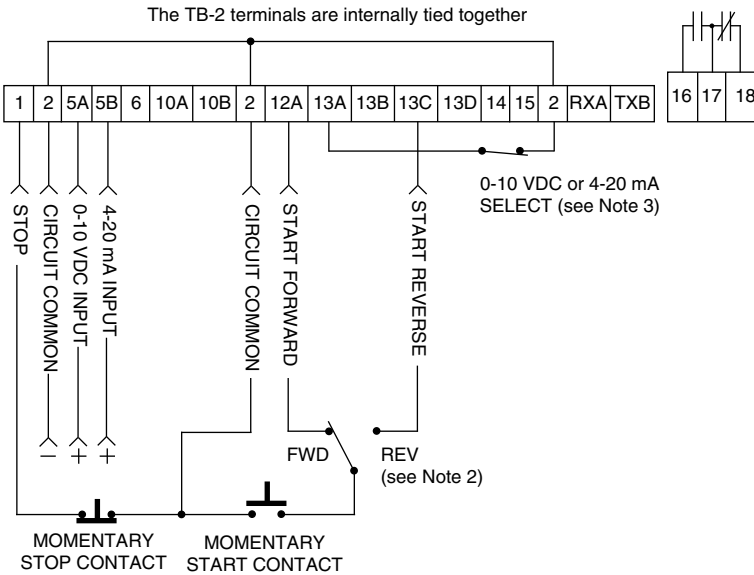 The TB-2 terminals are internally tied together
1 2 5A 5B 6 10A 10B 2 12A 13A 13B 13C 13D 14 15 2 RXA TXB 16 17 18
0-10 VDC or 4-20 mA
SELECT (see Note 3)
STOP
CIRCUIT COMMON
0-10 VDC INPUT
4-20 mA INPUT
CIRCUIT COMMON
START FORWARD
START REVERSE
− + +
FWD
REV
(see Note 2)
MOMENTARY
STOP CONTACT
MOMENTARY
START CONTACT